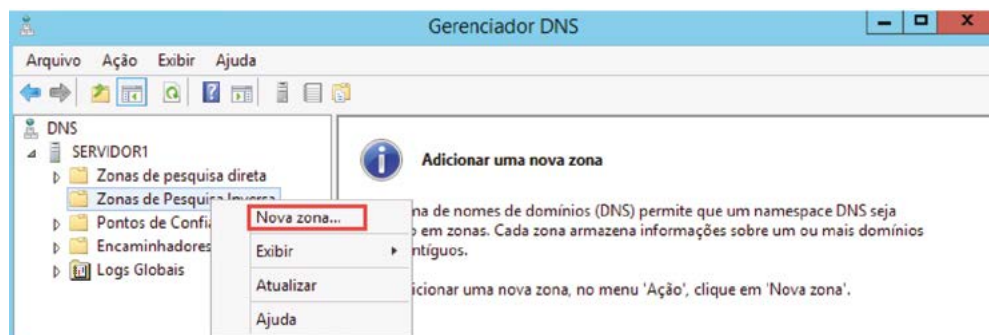 Gerenciador DNS
Arquivo Ação Exibir Ajuda
DNS
SERVIDOR1
Zonas de pesquisa direta
Zonas de Pesquisa Inversa
Pontos de Confi
Encaminhadores
Logs Globais
Nova zona...
Exibir
Atualizar
Ajuda
Adicionar uma nova zona
na de nomes de domínios (DNS) permite que um namespace DNS seja
em zonas. Cada zona armazena informações sobre um ou mais domínios
ntíguos.
icionar uma nova zona, no menu 'Ação', clique em 'Nova zona'.